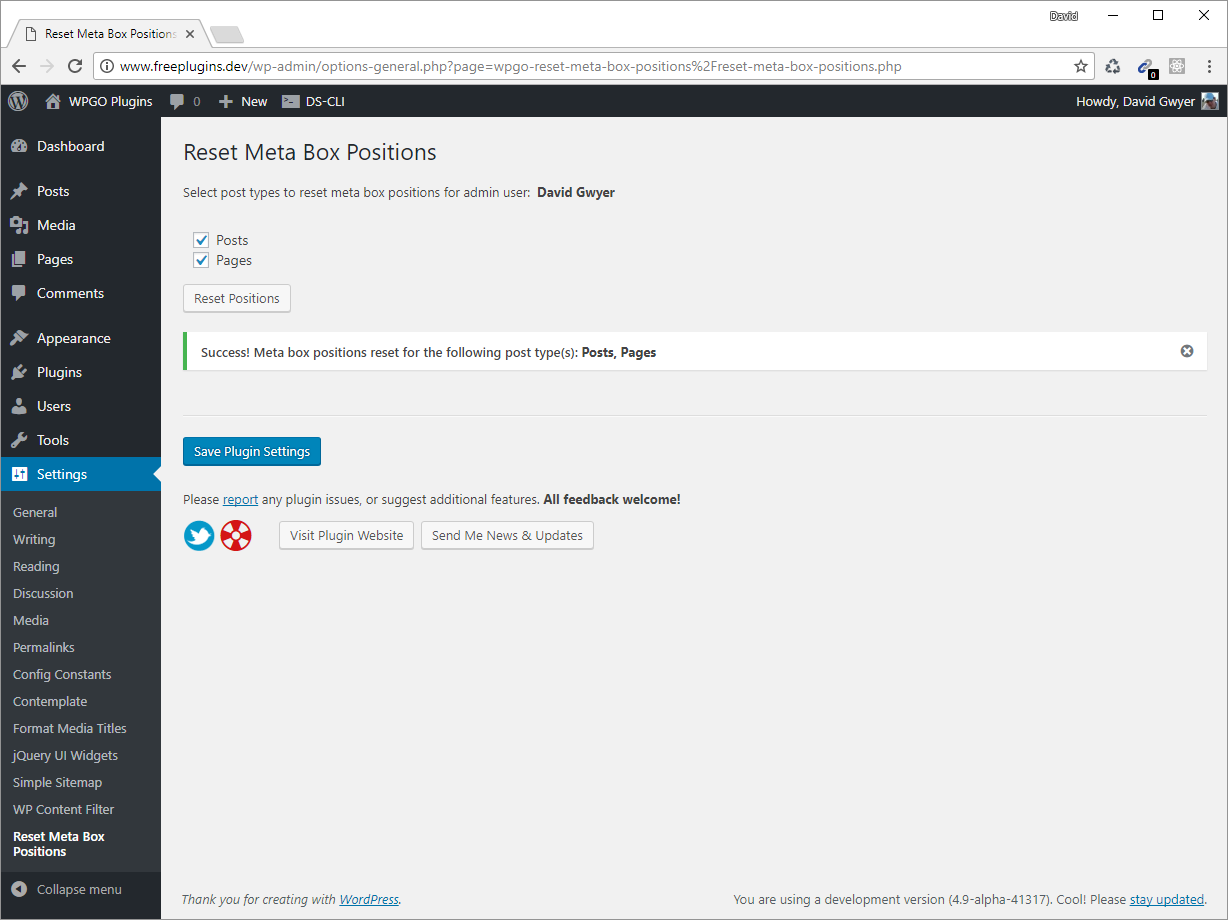 David
Reset Meta Box Positions
www.freeplugins.dev/wp-admin/options-general.php?page=wpgo-reset-meta-box-positions%2Freset-meta-box-positions.php
0
WPGO Plugins 0 New DS-CLI Howdy, David Gwyer
Dashboard
Posts
Media
Pages
Comments
Appearance
Plugins
Users
Tools
Settings
General
Writing
Reading
Discussion
Media
Permalinks
Config Constants
Contemplate
Format Media Titles
jQuery UI Widgets
Simple Sitemap
WP Content Filter
Reset Meta Box
Positions
Collapse menu
Reset Meta Box Positions
Select post types to reset meta box positions for admin user: David Gwyer
Posts
Pages
Reset Positions
Success! Meta box positions reset for the following post type(s): Posts, Pages
Save Plugin Settings
Please report any plugin issues, or suggest additional features. All feedback welcome!
Visit Plugin Website Send Me News & Updates
Thank you for creating with WordPress. You are using a development version (4.9-alpha-41317). Cool! Please stay updated.